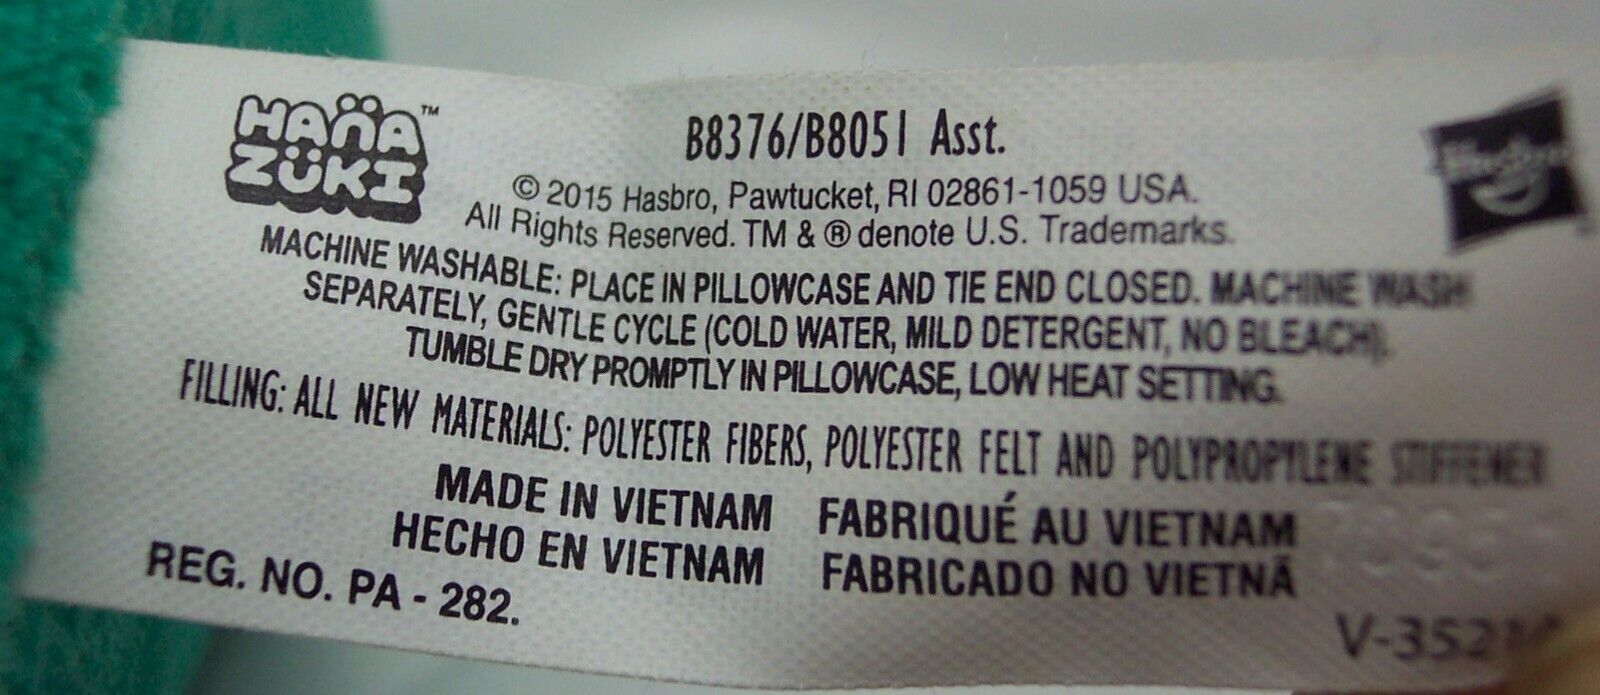 HANA
ZUKI™
B8376/B8051 Asst.
Hasbro
© 2015 Hasbro, Pawtucket, RI 02861-1059 USA.
All Rights Reserved. TM & ® denote U.S. Trademarks.
MACHINE WASHABLE: PLACE IN PILLOWCASE AND TIE END CLOSED. MACHINE WASH
SEPARATELY, GENTLE CYCLE (COLD WATER, MILD DETERGENT, NO BLEACH).
TUMBLE DRY PROMPTLY IN PILLOWCASE, LOW HEAT SETTING.
FILLING: ALL NEW MATERIALS: POLYESTER FIBERS, POLYESTER FELT AND POLYPROPYLENE STIFFENER
MADE IN VIETNAM FABRIQUÉ AU VIETNAM
HECHO EN VIETNAM FABRICADO NO VIETNÃ
REG. NO. PA - 282.